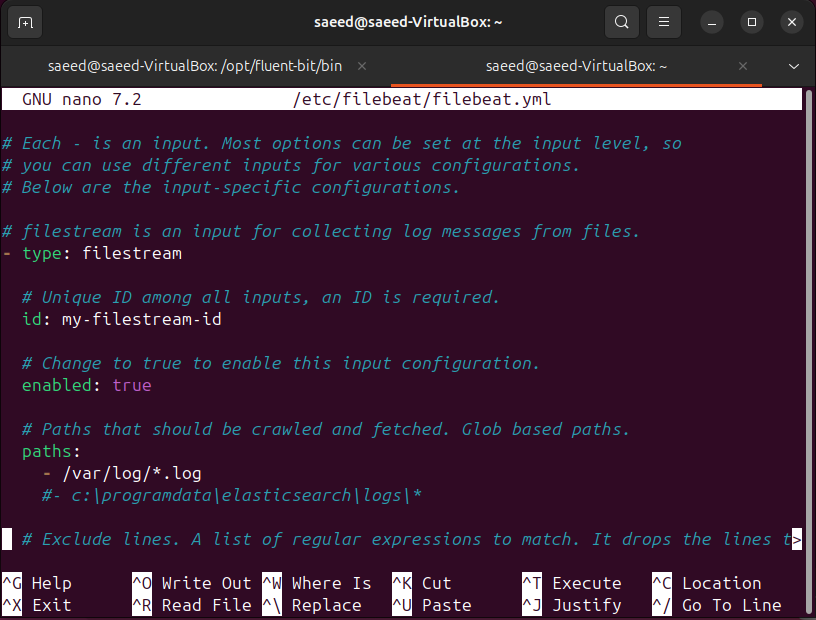 saeed@saeed-VirtualBox: ~
saeed@saeed-VirtualBox: /opt/fluent-bit/bin
saeed@saeed-VirtualBox: ~
GNU nano 7.2 /etc/filebeat/filebeat.yml
# Each - is an input. Most options can be set at the input level, so
# you can use different inputs for various configurations.
# Below are the input-specific configurations.
# filestream is an input for collecting log messages from files.
- type: filestream
# Unique ID among all inputs, an ID is required.
id: my-filestream-id
# Change to true to enable this input configuration.
enabled: true
# Paths that should be crawled and fetched. Glob based paths.
paths:
- /var/log/*.log
#- c:\programdata\elasticsearch\logs\*
# Exclude lines. A list of regular expressions to match. It drops the lines t>
^G Help ^O Write Out ^W Where Is ^K Cut ^T Execute ^C Location
^X Exit ^R Read File ^\ Replace ^U Paste ^J Justify ^/ Go To Line